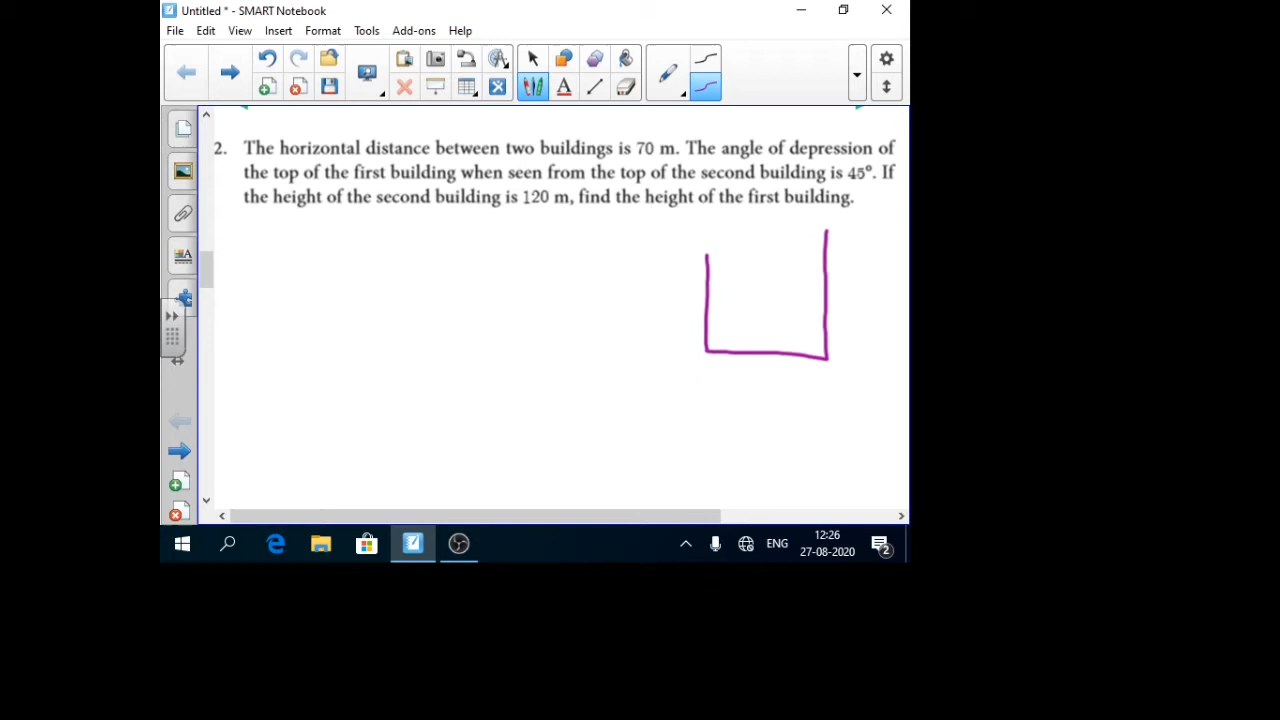 Untitled * - SMART Notebook
File Edit View Insert Format Tools Add-ons Help
2. The horizontal distance between two buildings is 70 m. The angle of depression of
the top of the first building when seen from the top of the second building is 45°. If
the height of the second building is 120 m, find the height of the first building.
ENG
12:26
27-08-2020
2